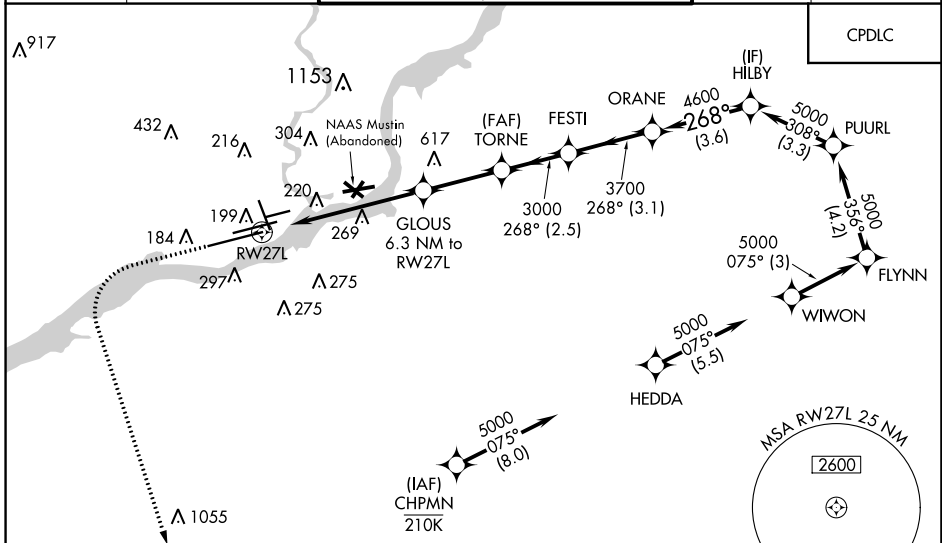 CPDLC
917
1153
432
216
304
NAAS Mustin
(Abandoned)
617
220
199
184
269
297
275
275
RW27L
GLOUS
6.3 NM to
RW27L
(FAF)
TORNE
FESTI
ORANE
(IF)
HILBY
4600
268°
(3.6)
3000
268° (2.5)
3700
268° (3.1)
5000
308°
(3.3)
PUURL
5000
356°
(4.2)
FLYNN
5000
075° (3)
WIWON
5000
075°
(5.5)
HEDDA
5000
075°
(8.0)
(IAF)
CHPMN
210K
1055
MSA RW27L 25 NM
2600